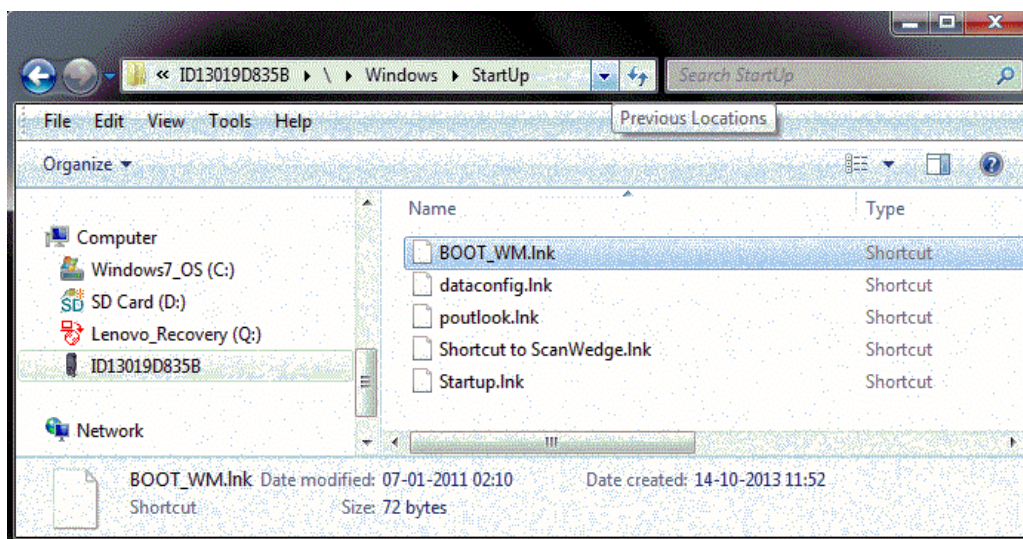 « ID13019D835B ▸ \ ▸ Windows ▸ StartUp Search StartUp
File Edit View Tools Help Previous Locations
Organize
Name Type
Computer
BOOT_WM.lnk Shortcut
Windows7_OS (C:)
dataconfig.lnk Shortcut
SD Card (D:)
poutlook.lnk Shortcut
Lenovo_Recovery (Q:)
Shortcut to ScanWedge.lnk Shortcut
ID13019D835B
Startup.lnk Shortcut
Network
BOOT_WM.lnk Date modified: 07-01-2011 02:10 Date created: 14-10-2013 11:52
Shortcut Size: 72 bytes